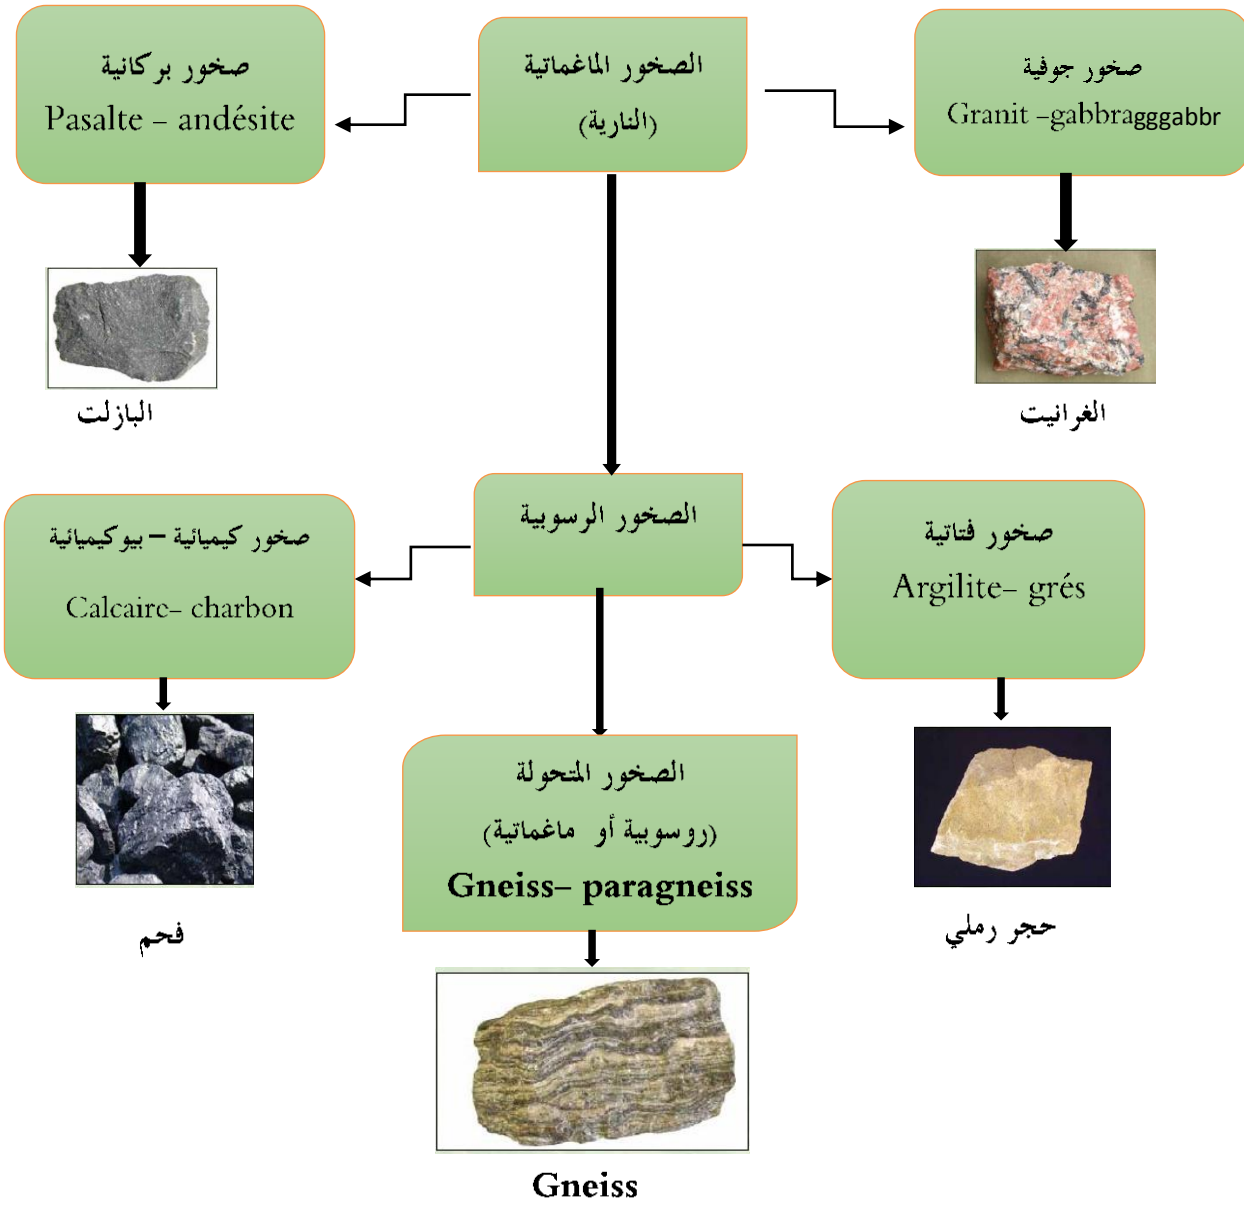 الصخور الماغماتية
(النارية)
صخور جوفية
Granit –gabbragggabbr
صخور بركانية
Pasalte – andésite
الغرانيت
البازلت
الصخور الرسوبية
صخور فتاتية
Argilite– grés
صخور كيميائية – بيوكيميائية
Calcaire– charbon
حجر رملي
فحم
الصخور المتحولة
(روسوبية أو ماغماتية)
Gneiss– paragneiss
Gneiss